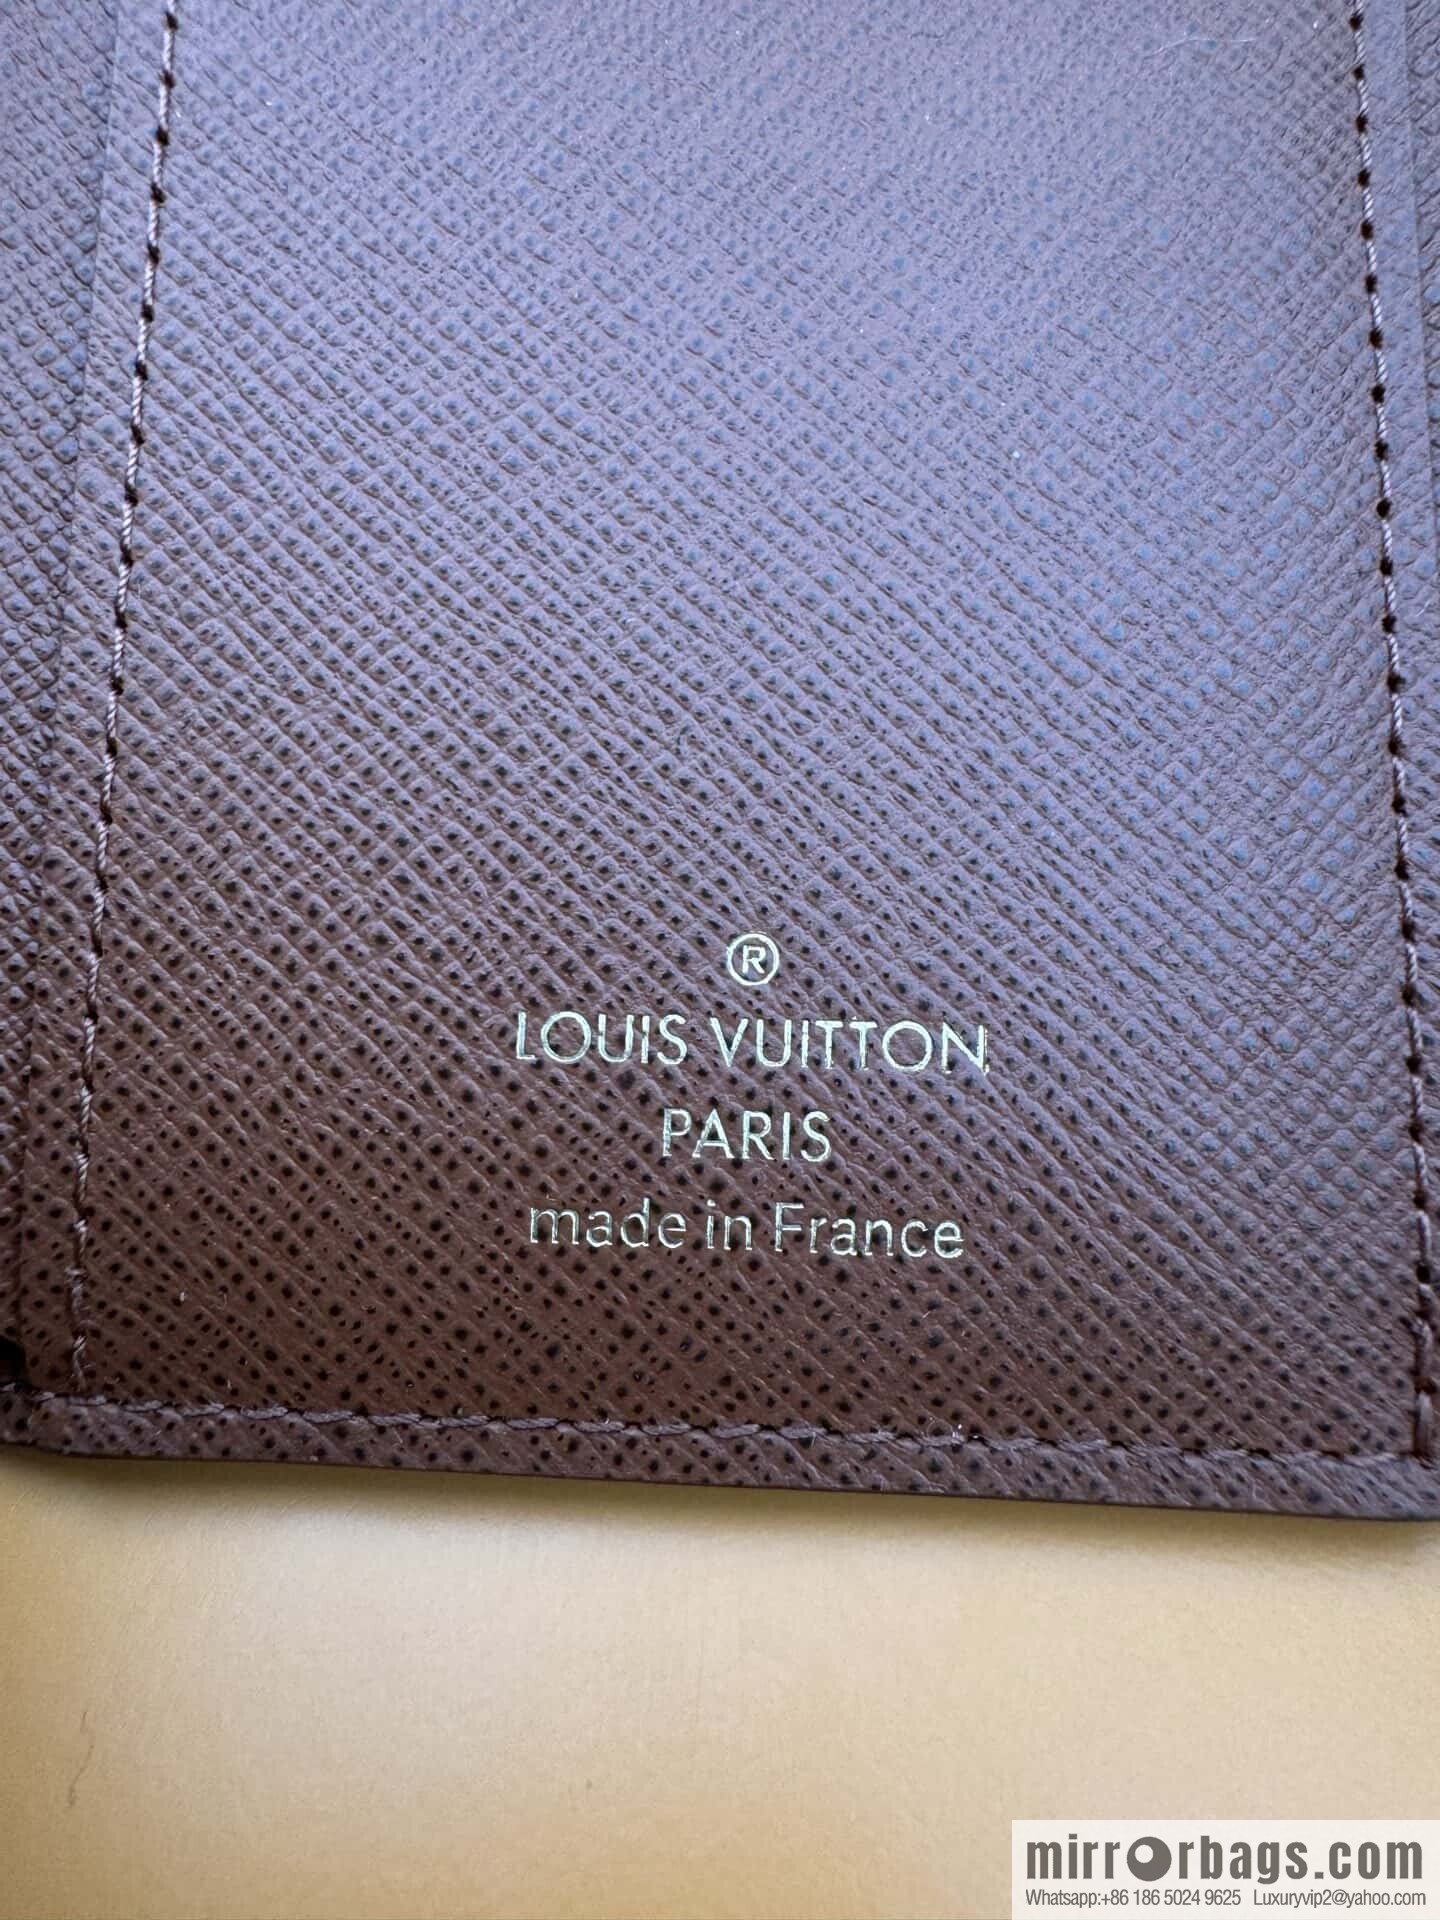 ®
LOUIS VUITTON
PARIS
made in France
mirrorbags.com
Whatsapp:+86 186 5024 9625 Luxuryvip2@yahoo.com